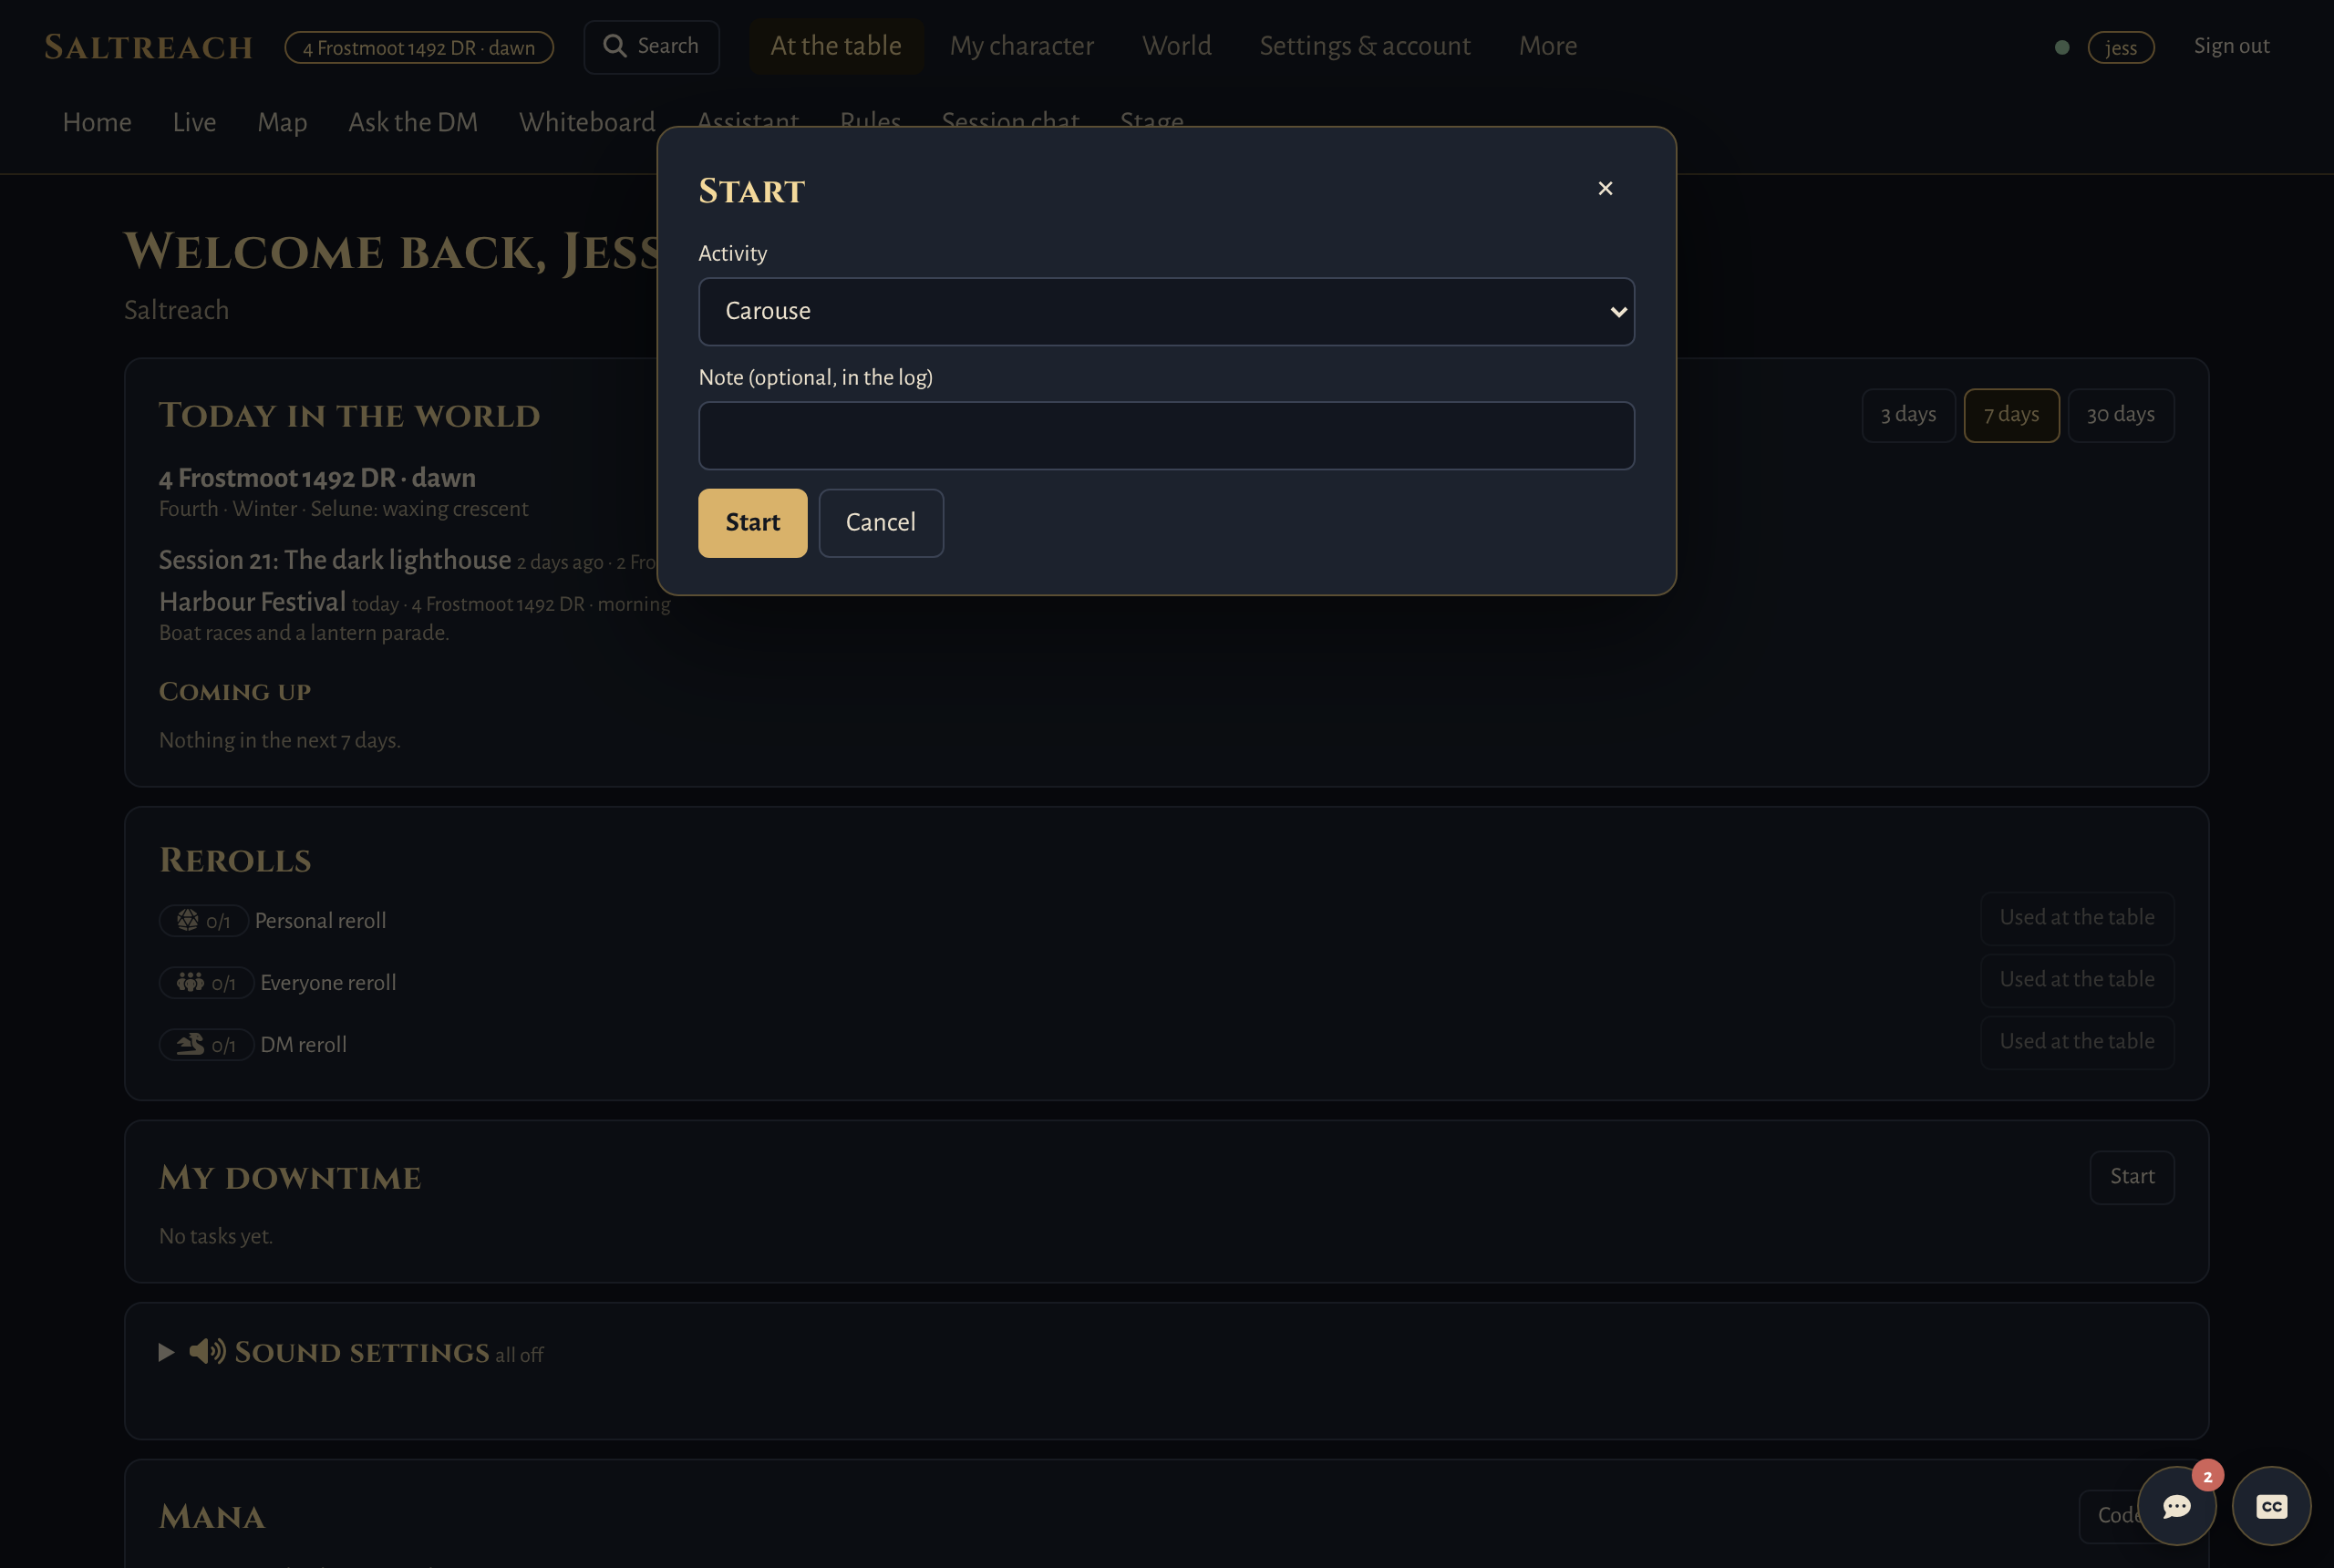 Saltreach
4 Frostmoot 1492 DR · dawn
Search
At the table
My character
World
Settings & account
More
jess
Sign out
Home
Live
Map
Ask the DM
Whiteboard
Assistant
Rules
Session chat
Stage
Start
×
Activity
Carouse
Note (optional, in the log)
Start
Cancel
Welcome back, Jess
Saltreach
Today in the world
3 days
7 days
30 days
4 Frostmoot 1492 DR · dawn
Fourth · Winter · Selune: waxing crescent
Session 21: The dark lighthouse 2 days ago · 2 Fro
Harbour Festival today · 4 Frostmoot 1492 DR · morning
Boat races and a lantern parade.
Coming up
Nothing in the next 7 days.
Rerolls
0/1 Personal reroll
Used at the table
0/1 Everyone reroll
Used at the table
0/1 DM reroll
Used at the table
My downtime
Start
No tasks yet.
Sound settings all off
Mana
Code
2
CC